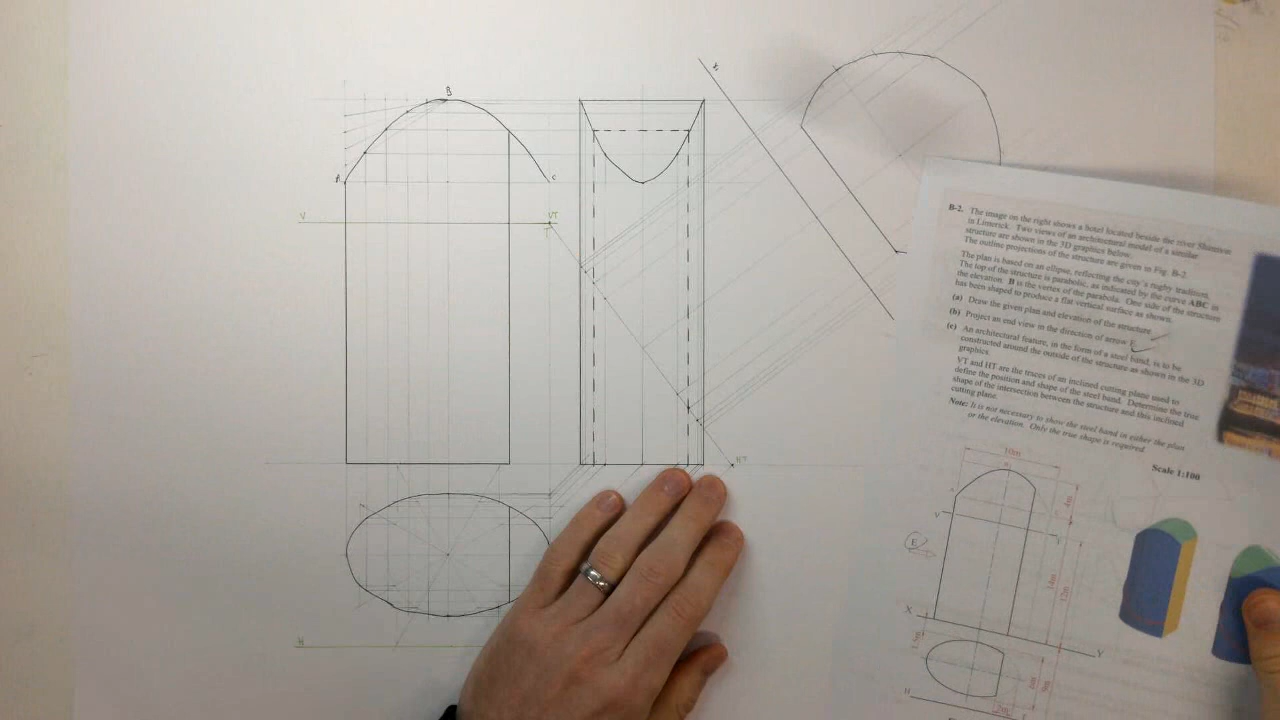 B
A
C
V
VT
HT
H
B-2. The image on the right shows a hotel located beside the river Shannon
in Limerick. Two views of an architectural model of a similar
structure are shown in the 3D graphics below.
The outline projections of the structure are given in Fig. B-2.
The plan is based on an ellipse, reflecting the city's rugby tradition.
The top of the structure is parabolic, as indicated by the curve ABC in
the elevation. B is the vertex of the parabola. One side of the structure
has been shaped to produce a flat vertical surface as shown.
(a) Draw the given plan and elevation of the structure.
(b) Project an end view in the direction of arrow E.
(c) An architectural feature, in the form of a steel band, is to be
constructed around the outside of the structure as shown in the 3D
graphics.
VT and HT are the traces of an inclined cutting plane used to
define the position and shape of the steel band. Determine the true
shape of the intersection between the structure and this inclined
cutting plane.
Note: It is not necessary to show the steel band in either the plan
or the elevation. Only the true shape is required.
Scale 1:100
10m
4m
V
E
14m
12m
X
Y
6m
9m
2m
H